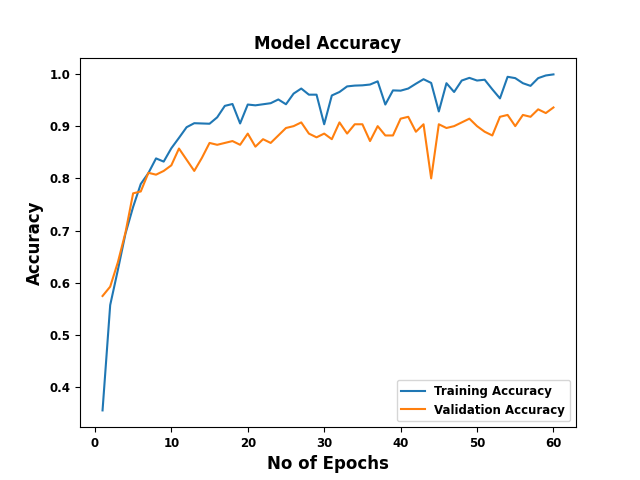 Model Accuracy
1.0
0.9
0.8
0.7
0.6
0.5
0.4
Accuracy
0 10 20 30 40 50 60
No of Epochs
Training Accuracy
Validation Accuracy